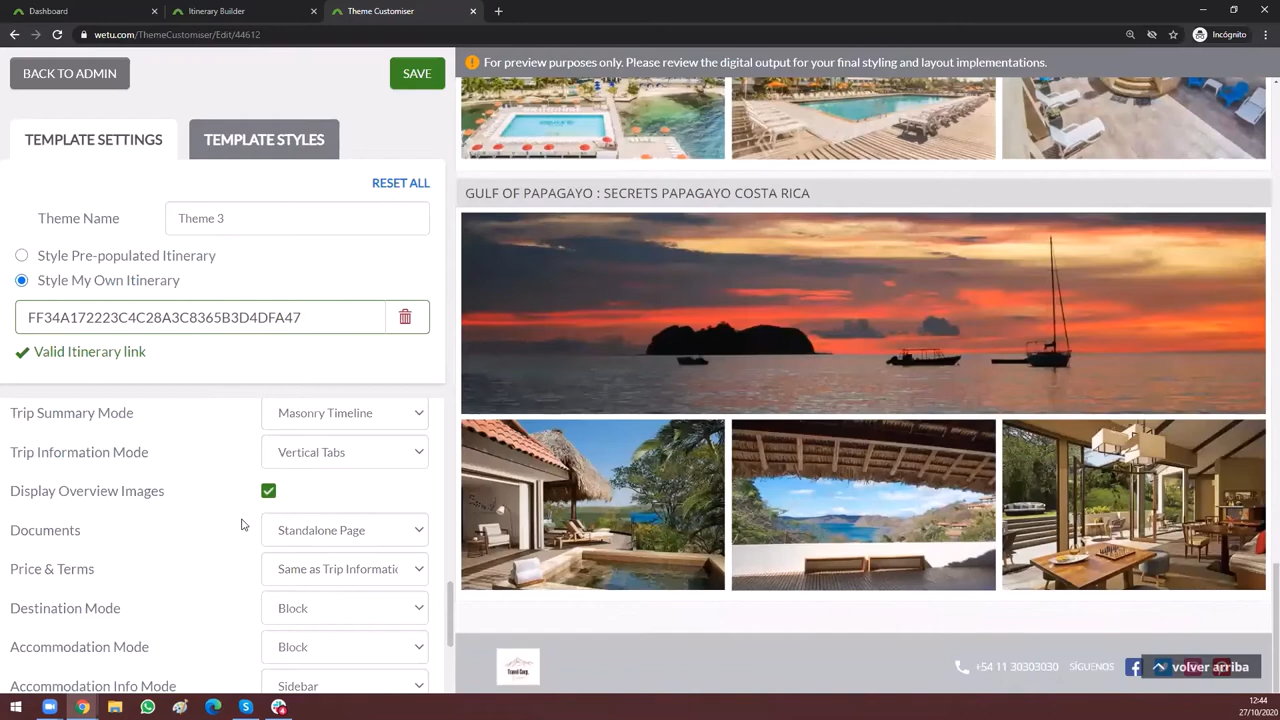 Dashboard
Itinerary Builder
Theme Customiser
wetu.com/ThemeCustomiser/Edit/44612
Incógnito
BACK TO ADMIN
SAVE
For preview purposes only. Please review the digital output for your final styling and layout implementations.
TEMPLATE SETTINGS
TEMPLATE STYLES
RESET ALL
Theme Name
Theme 3
Style Pre-populated Itinerary
Style My Own Itinerary
FF34A172223C4C28A3C8365B3D4DFA47
Valid Itinerary link
GULF OF PAPAGAYO : SECRETS PAPAGAYO COSTA RICA
Trip Summary Mode
Masonry Timeline
Trip Information Mode
Vertical Tabs
Display Overview Images
Documents
Standalone Page
Price & Terms
Same as Trip Informatic
Destination Mode
Block
Accommodation Mode
Block
Accommodation Info Mode
Sidebar
Travel Corp.
+54 11 30303030
SÍGUENOS
volver arriba
12:44
27/10/2020